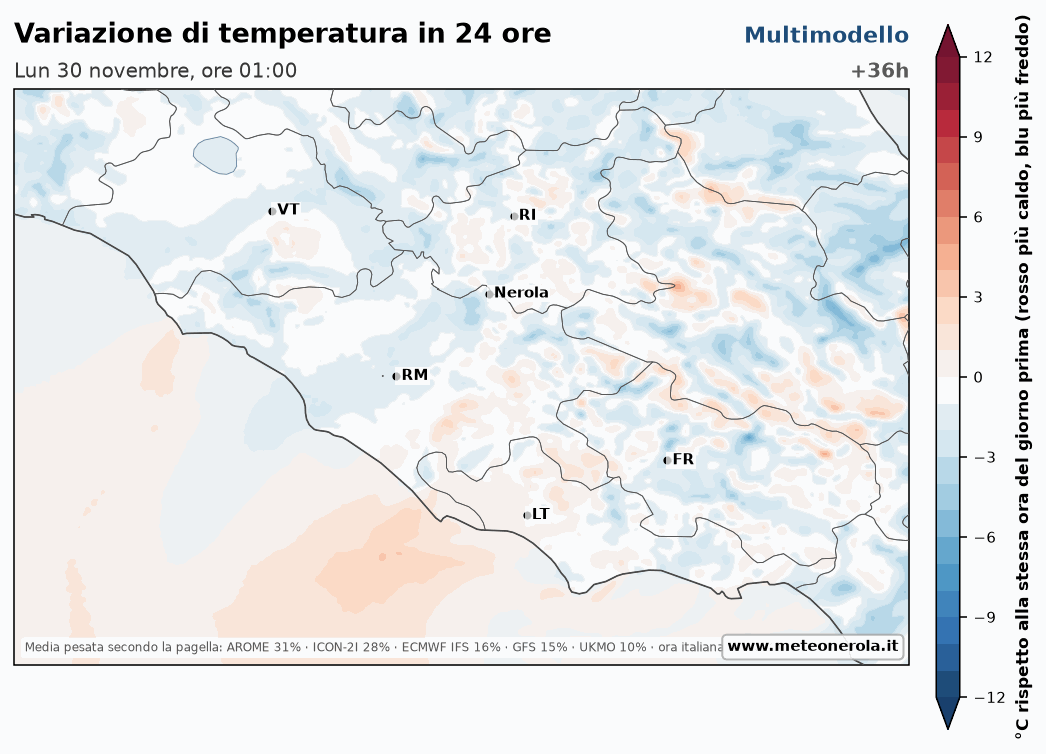 Variazione di temperatura in 24 ore
Multimodello
Lun 30 novembre, ore 01:00
+36h
VT
RI
Nerola
RM
FR
LT
Media pesata secondo la pagella: AROME 31% · ICON-2I 28% · ECMWF IFS 16% · GFS 15% · UKMO 10% · ora italiana
www.meteonerola.it
12
9
6
3
0
−3
−6
−9
−12
°C rispetto alla stessa ora del giorno prima (rosso più caldo, blu più freddo)